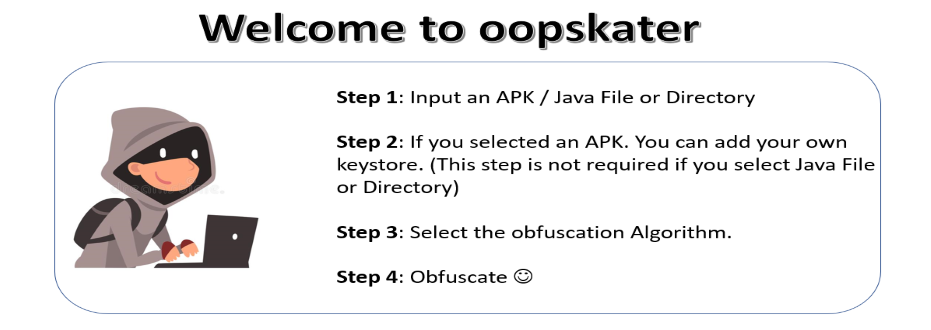 Welcome to oopskater
Step 1: Input an APK / Java File or Directory
Step 2: If you selected an APK. You can add your own
keystore. (This step is not required if you select Java File
or Directory)
Step 3: Select the obfuscation Algorithm.
Step 4: Obfuscate ☺